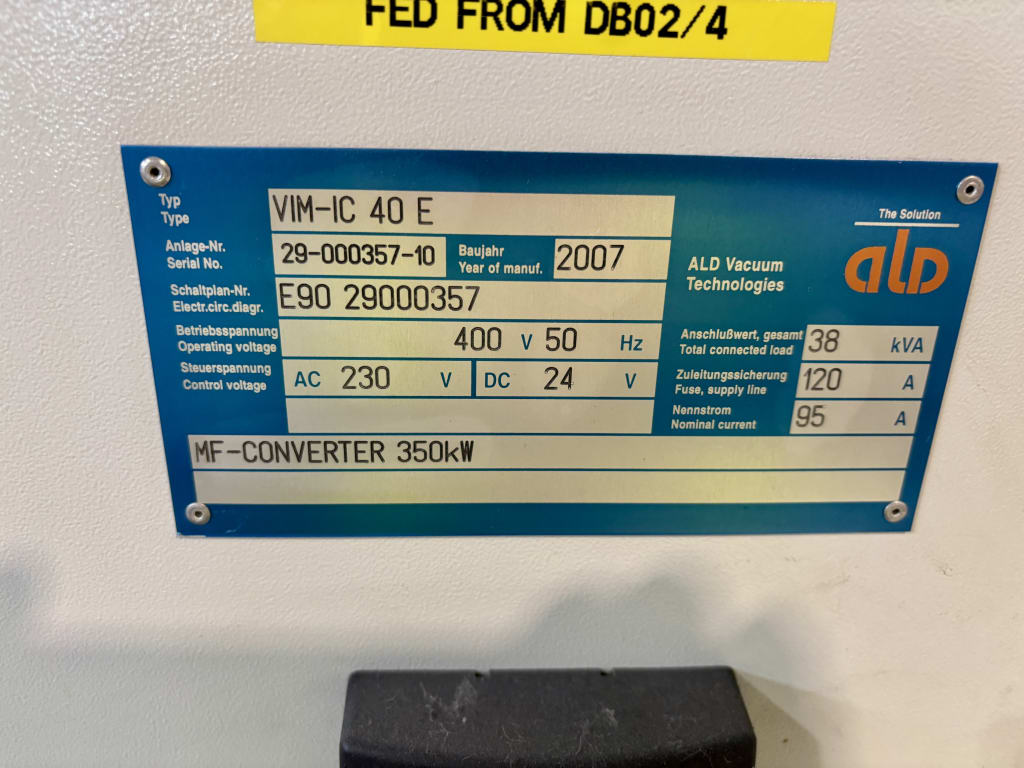 FED FROM DB02/4
Typ
Type
VIM-IC 40 E
The Solution
ald
Anlage-Nr.
Serial No.
29-000357-10
Baujahr
Year of manuf.
2007
ALD Vacuum
Technologies
Schaltplan-Nr.
Electr.circ.diagr.
E90 29000357
Betriebsspannung
Operating voltage
400 V 50 Hz
Anschlußwert, gesamt
Total connected load
38 kVA
Steuerspannung
Control voltage
AC 230 V
DC 24 V
Zuleitungssicherung
Fuse, supply line
120 A
Nennstrom
Nominal current
95 A
MF-CONVERTER 350kW